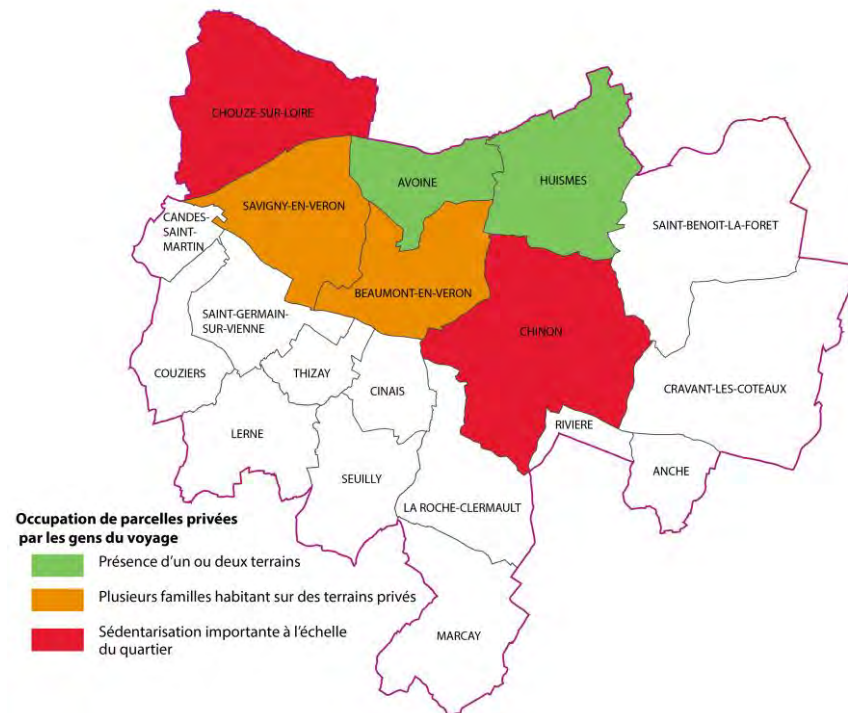 CHOUZE-SUR-LOIRE
AVOINE
HUISMES
SAVIGNY-EN-VERON
CANDES-
SAINT-
MARTIN
SAINT-BENOIT-LA-FORET
BEAUMONT-EN-VERON
SAINT-GERMAIN-
SUR-VIENNE
CHINON
COUZIERS
THIZAY
CINAIS
CRAVANT-LES-COTEAUX
RIVIERE
LERNE
SEUILLY
ANCHE
LA ROCHE-CLERMAULT
MARCAY
Occupation de parcelles privées
par les gens du voyage
Présence d'un ou deux terrains
Plusieurs familles habitant sur des terrains privés
Sédentarisation importante à l'échelle
du quartier